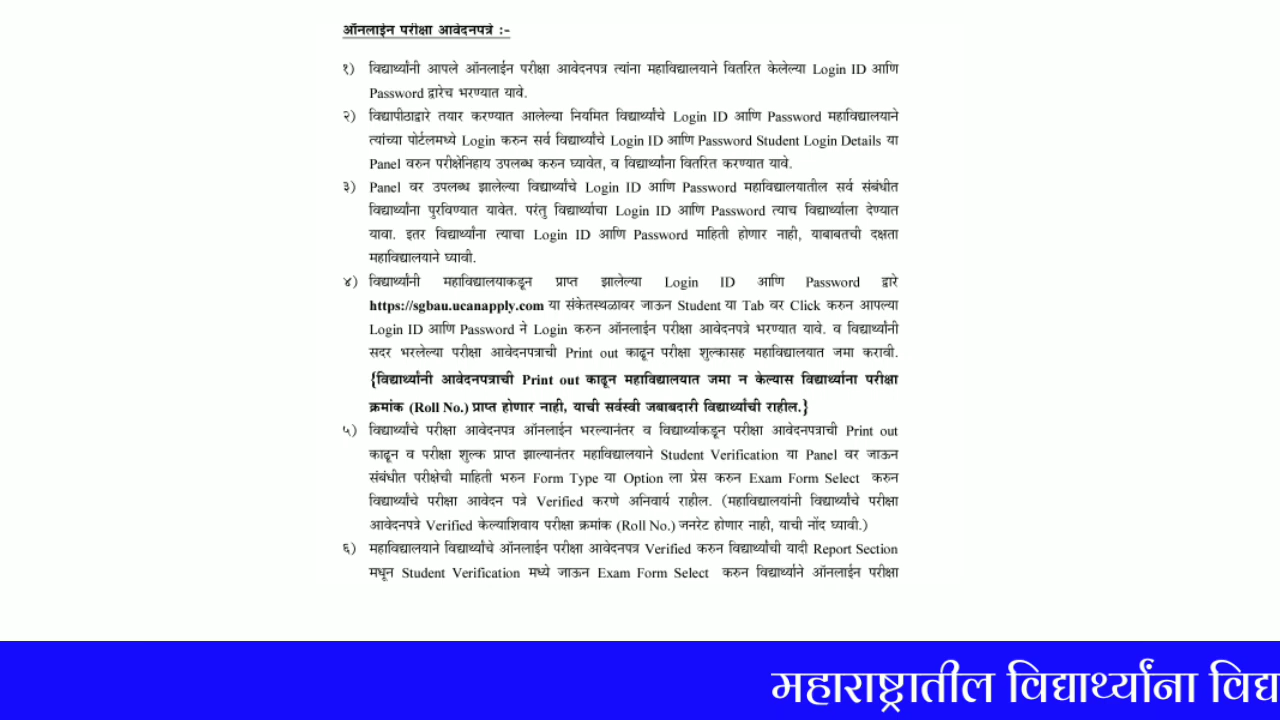 ऑनलाईन परीक्षा आवेदनपत्रे :-
१) विद्यार्थ्यांनी आपले ऑनलाईन परीक्षा आवेदनपत्र त्यांना महाविद्यालयाने वितरित केलेल्या Login ID आणि
Password द्वारेच भरण्यात यावे.
२) विद्यापीठाद्वारे तयार करण्यात आलेल्या नियमित विद्यार्थ्यांचे Login ID आणि Password महाविद्यालयाने
त्यांच्या पोर्टलमध्ये Login करुन सर्व विद्यार्थ्यांचे Login ID आणि Password Student Login Details या
Panel वरुन परीक्षेनिहाय उपलब्ध करुन घ्यावेत, व विद्यार्थ्यांना वितरित करण्यात यावे.
३) Panel वर उपलब्ध झालेल्या विद्यार्थ्यांचे Login ID आणि Password महाविद्यालयातील सर्व संबंधीत
विद्यार्थ्यांना पुरविण्यात यावेत. परंतु विद्यार्थ्याचा Login ID आणि Password त्याच विद्यार्थ्याला देण्यात
यावा. इतर विद्यार्थ्यांना त्याचा Login ID आणि Password माहिती होणार नाही, याबाबतची दक्षता
महाविद्यालयाने घ्यावी.
४) विद्यार्थ्यांनी महाविद्यालयाकडून प्राप्त झालेल्या Login ID आणि Password द्वारे
https://sgbau.ucanapply.com या संकेतस्थळावर जाऊन Student या Tab वर Click करुन आपल्या
Login ID आणि Password ने Login करुन ऑनलाईन परीक्षा आवेदनपत्रे भरण्यात यावे. व विद्यार्थ्यांनी
सदर भरलेल्या परीक्षा आवेदनपत्राची Print out काढून परीक्षा शुल्कासह महाविद्यालयात जमा करावी.
{विद्यार्थ्यांनी आवेदनपत्राची Print out काढून महाविद्यालयात जमा न केल्यास विद्यार्थ्यांना परीक्षा
क्रमांक (Roll No.) प्राप्त होणार नाही, याची सर्वस्वी जबाबदारी विद्यार्थ्यांची राहील.}
५) विद्यार्थ्यांचे परीक्षा आवेदनपत्र ऑनलाईन भरल्यानंतर व विद्यार्थ्यांकडून परीक्षा आवेदनपत्राची Print out
काढून व परीक्षा शुल्क प्राप्त झाल्यानंतर महाविद्यालयाने Student Verification या Panel वर जाऊन
संबंधीत परीक्षेची माहिती भरुन Form Type या Option ला प्रेस करुन Exam Form Select करुन
विद्यार्थ्यांचे परीक्षा आवेदन पत्रे Verified करणे अनिवार्य राहील. (महाविद्यालयांनी विद्यार्थ्यांचे परीक्षा
आवेदनपत्रे Verified केल्याशिवाय परीक्षा क्रमांक (Roll No.) जनरेट होणार नाही, याची नोंद घ्यावी.)
६) महाविद्यालयाने विद्यार्थ्यांचे ऑनलाईन परीक्षा आवेदनपत्र Verified करुन विद्यार्थ्यांची यादी Report Section
मधून Student Verification मध्ये जाऊन Exam Form Select करुन विद्यार्थ्याने ऑनलाईन परीक्षा
महाराष्ट्रातील विद्यार्थ्यांना विद्य